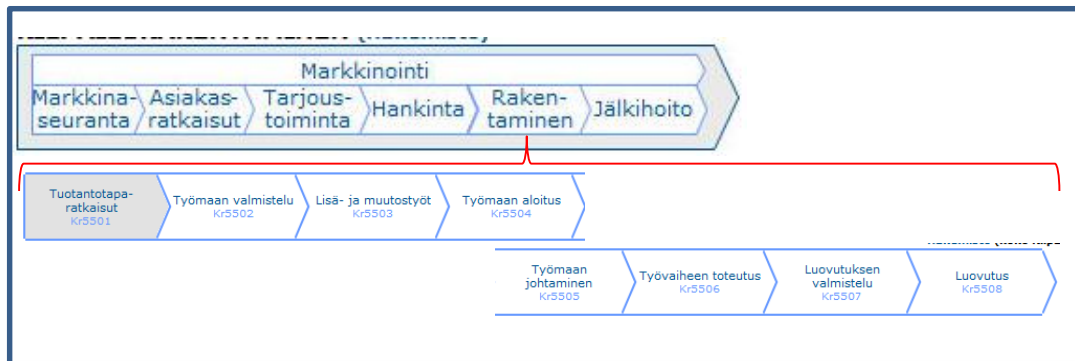 Markkinointi
Markkina-
seuranta
Asiakas-
ratkaisut
Tarjous-
toiminta
Hankinta
Raken-
taminen
Jälkihoito
Tuotantotapa-
ratkaisut
Kr5501
Työmaan valmistelu
Kr5502
Lisä- ja muutostyöt
Kr5503
Työmaan aloitus
Kr5504
Työmaan
johtaminen
Kr5505
Työvaiheen toteutus
Kr5506
Luovutuksen
valmistelu
Kr5507
Luovutus
Kr5508